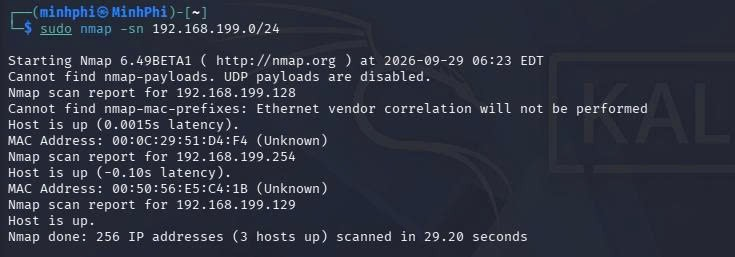 ┌──(minhphi㉿MinhPhi)-[~]
└─$ sudo nmap -sn 192.168.199.0/24
Starting Nmap 6.49BETA1 ( http://nmap.org ) at 2026-09-29 06:23 EDT
Cannot find nmap-payloads. UDP payloads are disabled.
Nmap scan report for 192.168.199.128
Cannot find nmap-mac-prefixes: Ethernet vendor correlation will not be performed
Host is up (0.0015s latency).
MAC Address: 00:0C:29:51:D4:F4 (Unknown)
Nmap scan report for 192.168.199.254
Host is up (-0.10s latency).
MAC Address: 00:50:56:E5:C4:1B (Unknown)
Nmap scan report for 192.168.199.129
Host is up.
Nmap done: 256 IP addresses (3 hosts up) scanned in 29.20 seconds
KAL